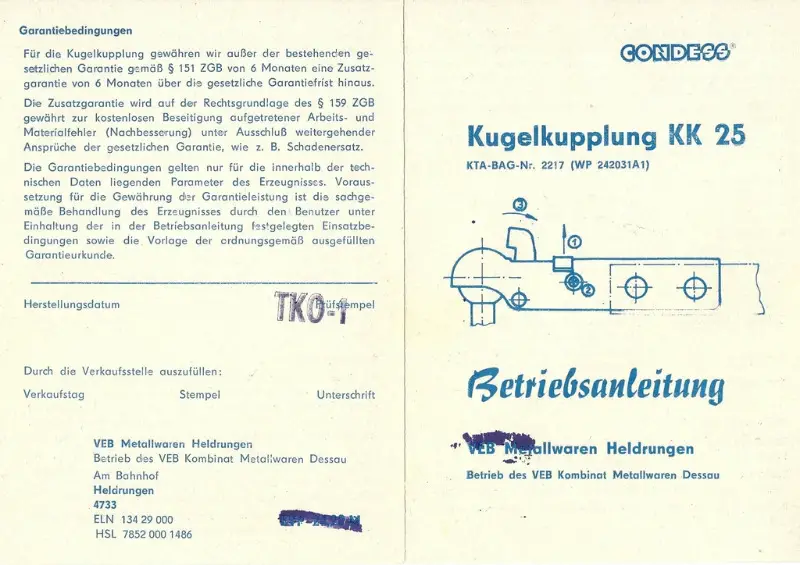 Garantiebedingungen
Für die Kugelkupplung gewähren wir außer der bestehenden ge-
setzlichen Garantie gemäß § 151 ZGB von 6 Monaten eine Zusatz-
garantie von 6 Monaten über die gesetzliche Garantiefrist hinaus.
Die Zusatzgarantie wird auf der Rechtsgrundlage des § 159 ZGB
gewährt zur kostenlosen Beseitigung aufgetretener Arbeits- und
Materialfehler (Nachbesserung) unter Ausschluß weitergehender
Ansprüche der gesetzlichen Garantie, wie z. B. Schadenersatz.
Die Garantiebedingungen gelten nur für die innerhalb der tech-
nischen Daten liegenden Parameter des Erzeugnisses. Voraus-
setzung für die Gewährung der Garantieleistung ist die sachge-
mäße Behandlung des Erzeugnisses durch den Benutzer unter
Einhaltung der in der Betriebsanleitung festgelegten Einsatzbe-
dingungen sowie die Vorlage der ordnungsgemäß ausgefüllten
Garantieurkunde.
Herstellungsdatum Prüfstempel
TKO-1
Durch die Verkaufsstelle auszufüllen:
Verkaufstag Stempel Unterschrift
VEB Metallwaren Heldrungen
Betrieb des VEB Kombinat Metallwaren Dessau
Am Bahnhof
Heldrungen
4733
ELN 134 29 000
HSL 7852 000 1486
CONDESS®
Kugelkupplung KK 25
KTA-BAG-Nr. 2217 (WP 242031A1)
3
1
2
Betriebsanleitung
VEB Metallwaren Heldrungen
Betrieb des VEB Kombinat Metallwaren Dessau